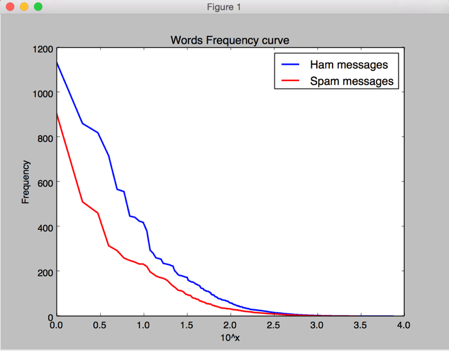 Figure 1
Words Frequency curve
Ham messages
Spam messages
Frequency
1200
1000
800
600
400
200
0
0.0 0.5 1.0 1.5 2.0 2.5 3.0 3.5 4.0
10^x